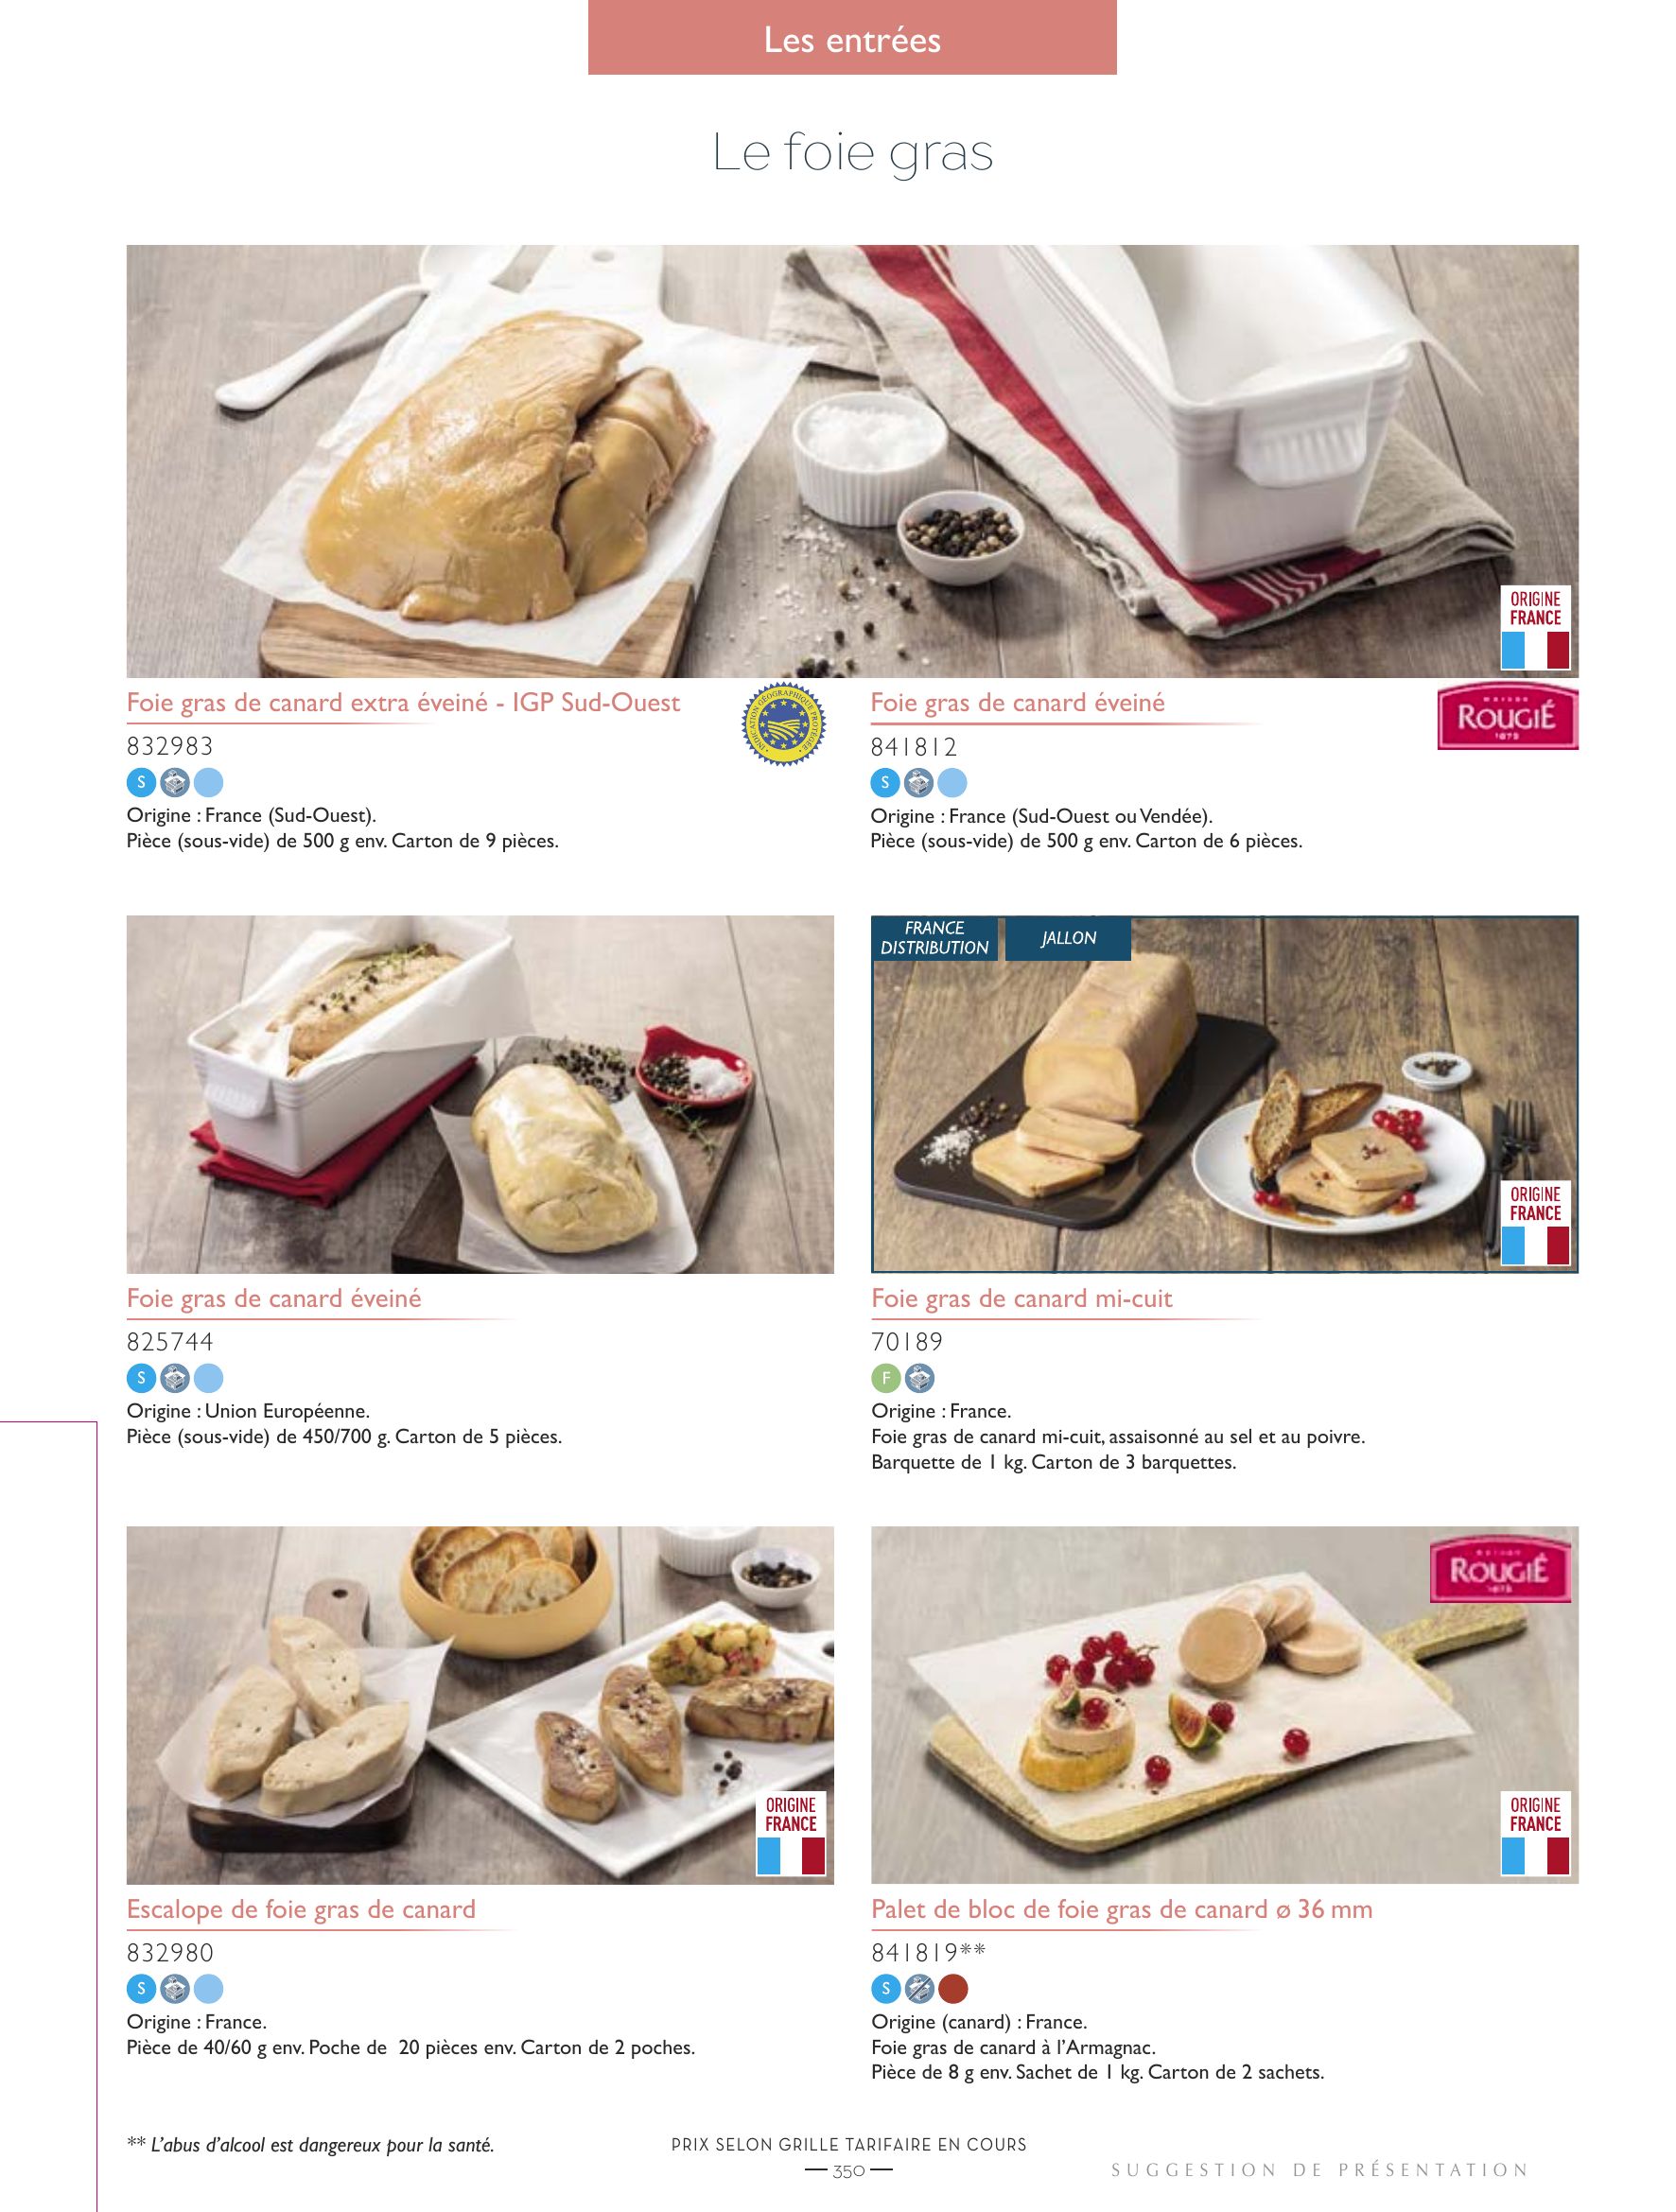 Les entrées
Le foie gras
ORIGINE
FRANCE
Foie gras de canard extra éveiné - IGP Sud-Ouest
832983
S
Origine : France (Sud-Ouest).
Pièce (sous-vide) de 500 g env. Carton de 9 pièces.
INDICATION GÉOGRAPHIQUE PROTÉGÉE
Foie gras de canard éveiné
841812
S
Origine : France (Sud-Ouest ou Vendée).
Pièce (sous-vide) de 500 g env. Carton de 6 pièces.
MAISON
ROUGIÉ
1875
Foie gras de canard éveiné
825744
S
Origine : Union Européenne.
Pièce (sous-vide) de 450/700 g. Carton de 5 pièces.
FRANCE
DISTRIBUTION
JALLON
ORIGINE
FRANCE
Foie gras de canard mi-cuit
70189
F
Origine : France.
Foie gras de canard mi-cuit, assaisonné au sel et au poivre.
Barquette de 1 kg. Carton de 3 barquettes.
ORIGINE
FRANCE
Escalope de foie gras de canard
832980
S
Origine : France.
Pièce de 40/60 g env. Poche de 20 pièces env. Carton de 2 poches.
MAISON
ROUGIÉ
1875
ORIGINE
FRANCE
Palet de bloc de foie gras de canard ø 36 mm
841819**
S
Origine (canard) : France.
Foie gras de canard à l'Armagnac.
Pièce de 8 g env. Sachet de 1 kg. Carton de 2 sachets.
** L'abus d'alcool est dangereux pour la santé.
PRIX SELON GRILLE TARIFAIRE EN COURS
— 350 —
SUGGESTION DE PRÉSENTATION